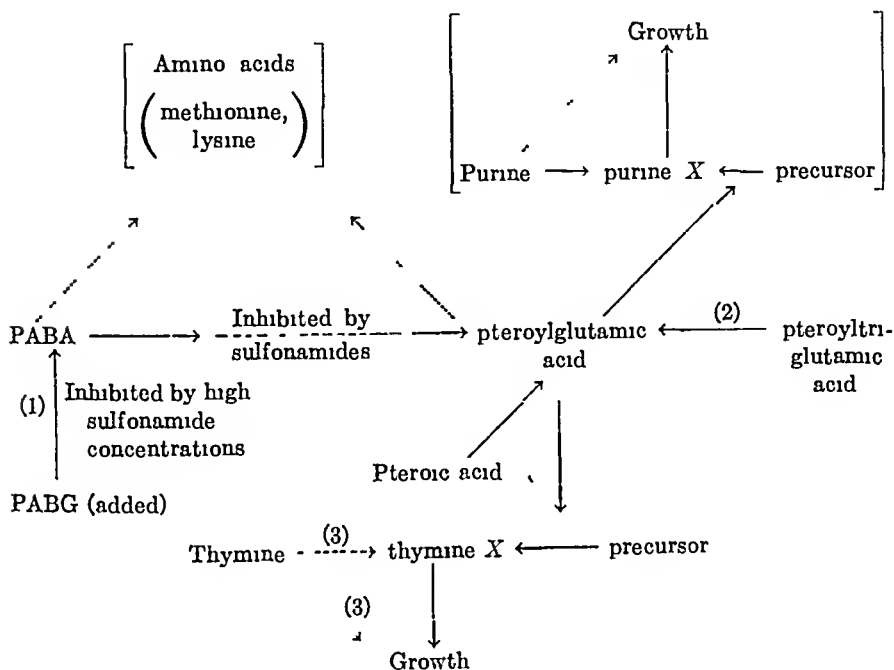 Growth
Amino acids
(methionine,
lysine)
Purine → purine X ← precursor
PABA
Inhibited by
sulfonamides
pteroylglutamic
acid
(2)
pteroyltri-
glutamic
acid
(1)
Inhibited by high
sulfonamide
concentrations
Pteroic acid
PABG (added)
Thymine
(3)
thymine X ← precursor
(3)
Growth